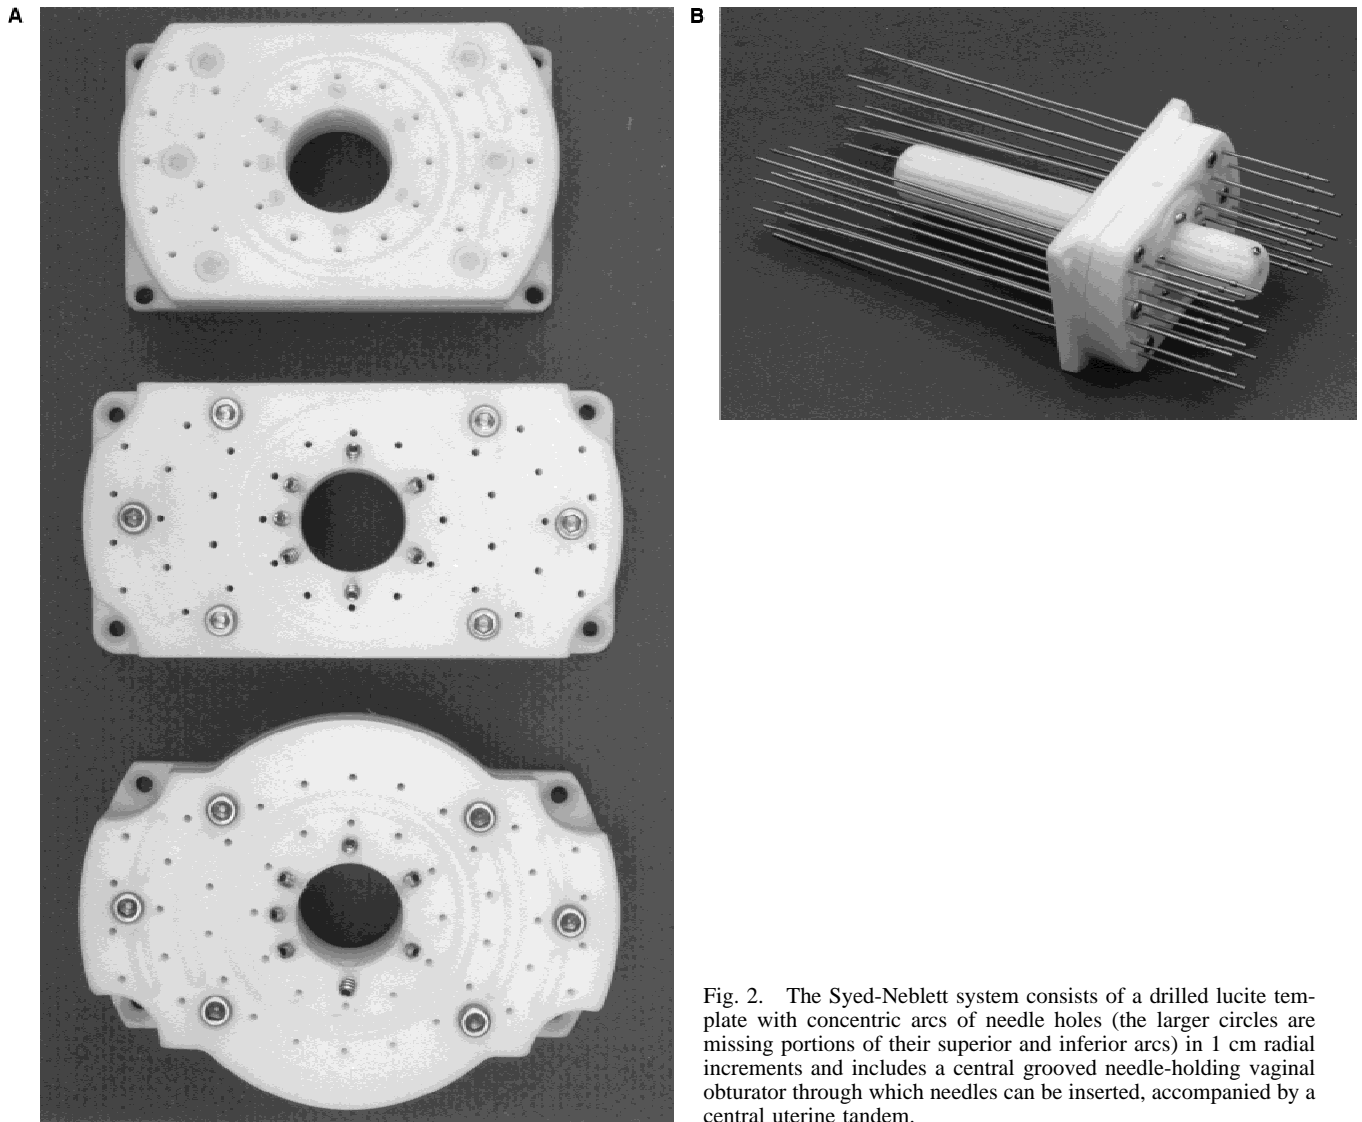 A
B
Fig. 2. The Syed-Neblett system consists of a drilled lucite tem-
plate with concentric arcs of needle holes (the larger circles are
missing portions of their superior and inferior arcs) in 1 cm radial
increments and includes a central grooved needle-holding vaginal
obturator through which needles can be inserted, accompanied by a
central uterine tandem.